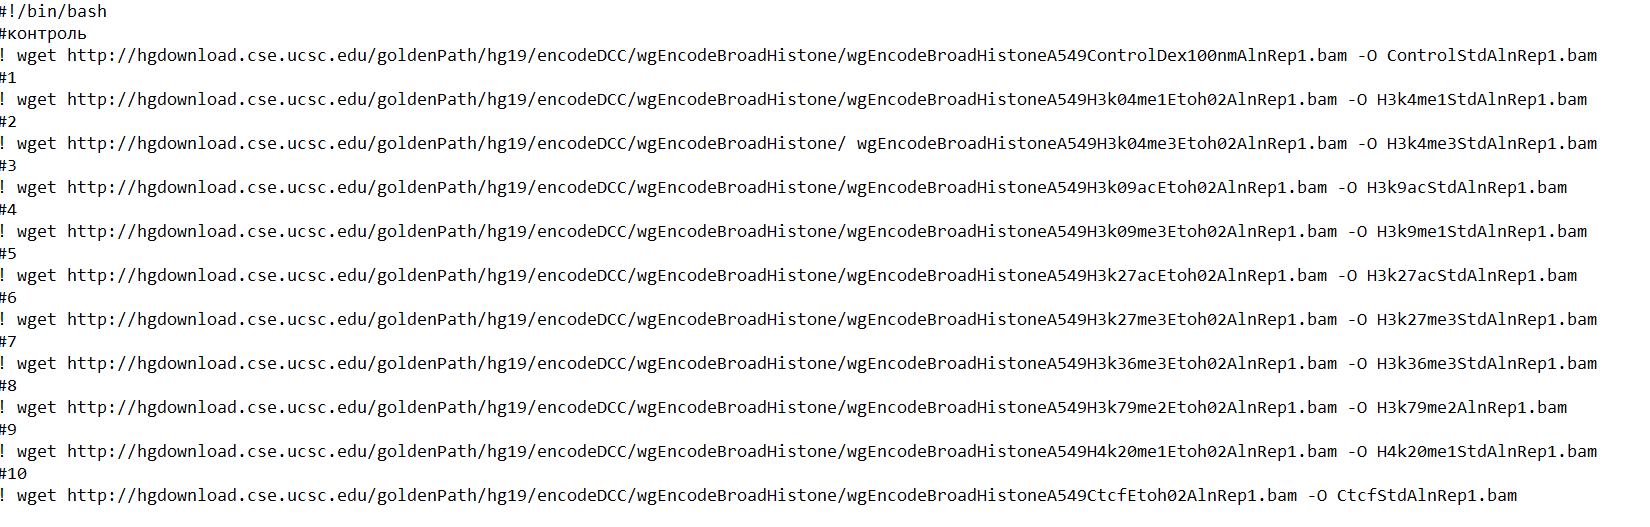 #!/bin/bash
#контроль
! wget http://hgdownload.cse.ucsc.edu/goldenPath/hg19/encodeDCC/wgEncodeBroadHistone/wgEncodeBroadHistoneA549ControlDex100nmAlnRep1.bam -O ControlStdAlnRep1.bam
#1
! wget http://hgdownload.cse.ucsc.edu/goldenPath/hg19/encodeDCC/wgEncodeBroadHistone/wgEncodeBroadHistoneA549H3k04me1Etoh02AlnRep1.bam -O H3k4me1StdAlnRep1.bam
#2
! wget http://hgdownload.cse.ucsc.edu/goldenPath/hg19/encodeDCC/wgEncodeBroadHistone/ wgEncodeBroadHistoneA549H3k04me3Etoh02AlnRep1.bam -O H3k4me3StdAlnRep1.bam
#3
! wget http://hgdownload.cse.ucsc.edu/goldenPath/hg19/encodeDCC/wgEncodeBroadHistone/wgEncodeBroadHistoneA549H3k09acEtoh02AlnRep1.bam -O H3k9acStdAlnRep1.bam
#4
! wget http://hgdownload.cse.ucsc.edu/goldenPath/hg19/encodeDCC/wgEncodeBroadHistone/wgEncodeBroadHistoneA549H3k09me3Etoh02AlnRep1.bam -O H3k9me1StdAlnRep1.bam
#5
! wget http://hgdownload.cse.ucsc.edu/goldenPath/hg19/encodeDCC/wgEncodeBroadHistone/wgEncodeBroadHistoneA549H3k27acEtoh02AlnRep1.bam -O H3k27acStdAlnRep1.bam
#6
! wget http://hgdownload.cse.ucsc.edu/goldenPath/hg19/encodeDCC/wgEncodeBroadHistone/wgEncodeBroadHistoneA549H3k27me3Etoh02AlnRep1.bam -O H3k27me3StdAlnRep1.bam
#7
! wget http://hgdownload.cse.ucsc.edu/goldenPath/hg19/encodeDCC/wgEncodeBroadHistone/wgEncodeBroadHistoneA549H3k36me3Etoh02AlnRep1.bam -O H3k36me3StdAlnRep1.bam
#8
! wget http://hgdownload.cse.ucsc.edu/goldenPath/hg19/encodeDCC/wgEncodeBroadHistone/wgEncodeBroadHistoneA549H3k79me2Etoh02AlnRep1.bam -O H3k79me2AlnRep1.bam
#9
! wget http://hgdownload.cse.ucsc.edu/goldenPath/hg19/encodeDCC/wgEncodeBroadHistone/wgEncodeBroadHistoneA549H4k20me1Etoh02AlnRep1.bam -O H4k20me1StdAlnRep1.bam
#10
! wget http://hgdownload.cse.ucsc.edu/goldenPath/hg19/encodeDCC/wgEncodeBroadHistone/wgEncodeBroadHistoneA549CtcfEtoh02AlnRep1.bam -O CtcfStdAlnRep1.bam